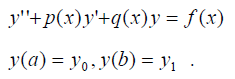 y''+p(x)y'+q(x)y = f(x)
y(a) = y₀, y(b) = y₁ .